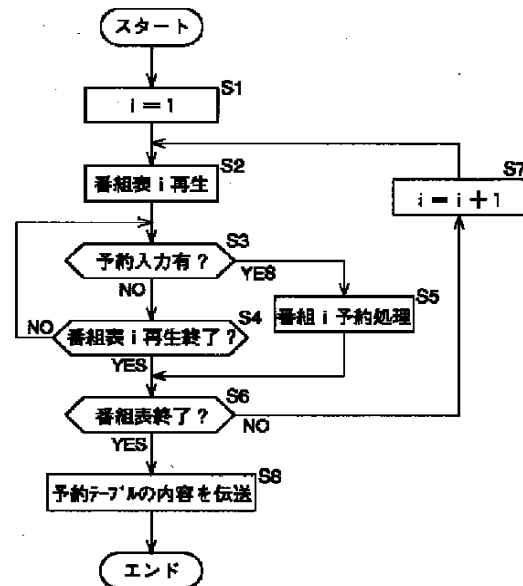 スタート
S1
i=1
S2
番組表i再生
S7
i=i+1
S3
予約入力有?
YES
NO
S5
番組i予約処理
S4
番組表i再生終了?
NO
YES
S6
番組表終了?
NO
YES
S8
予約テーブルの内容を伝送
エンド